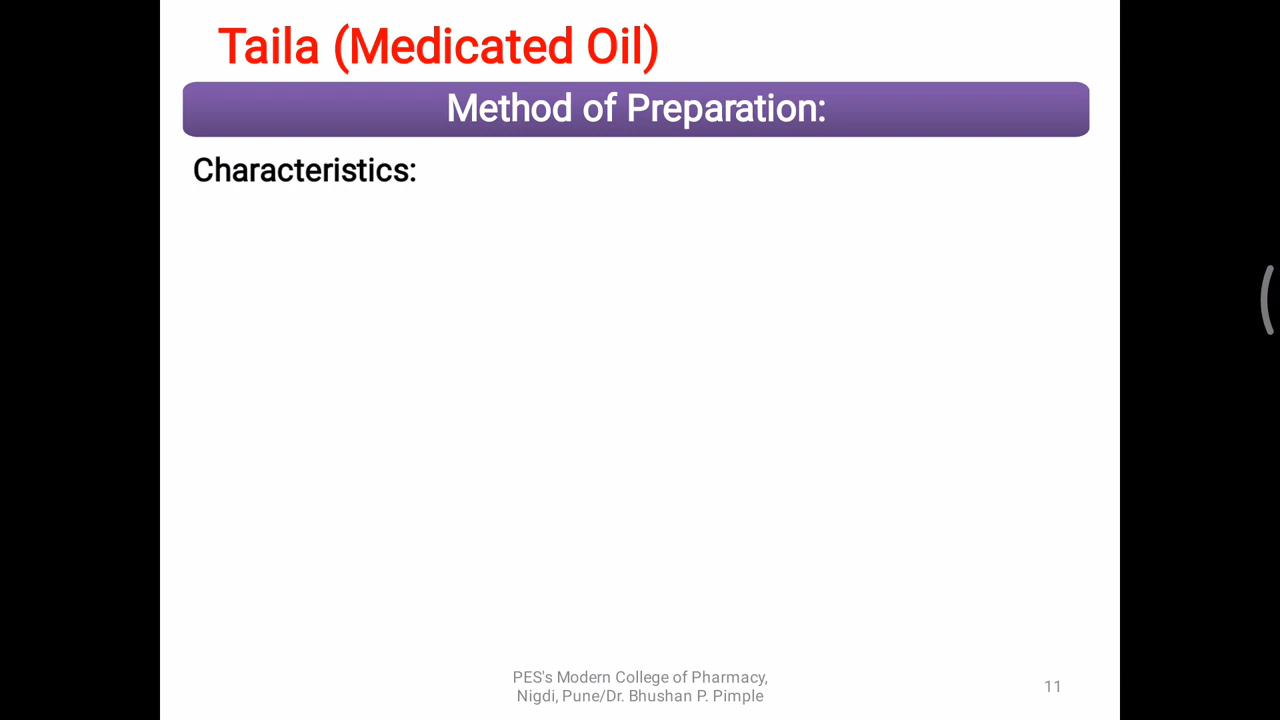 Taila (Medicated Oil)
Method of Preparation:
Characteristics:
PES's Modern College of Pharmacy,
Nigdi, Pune/Dr. Bhushan P. Pimple
11